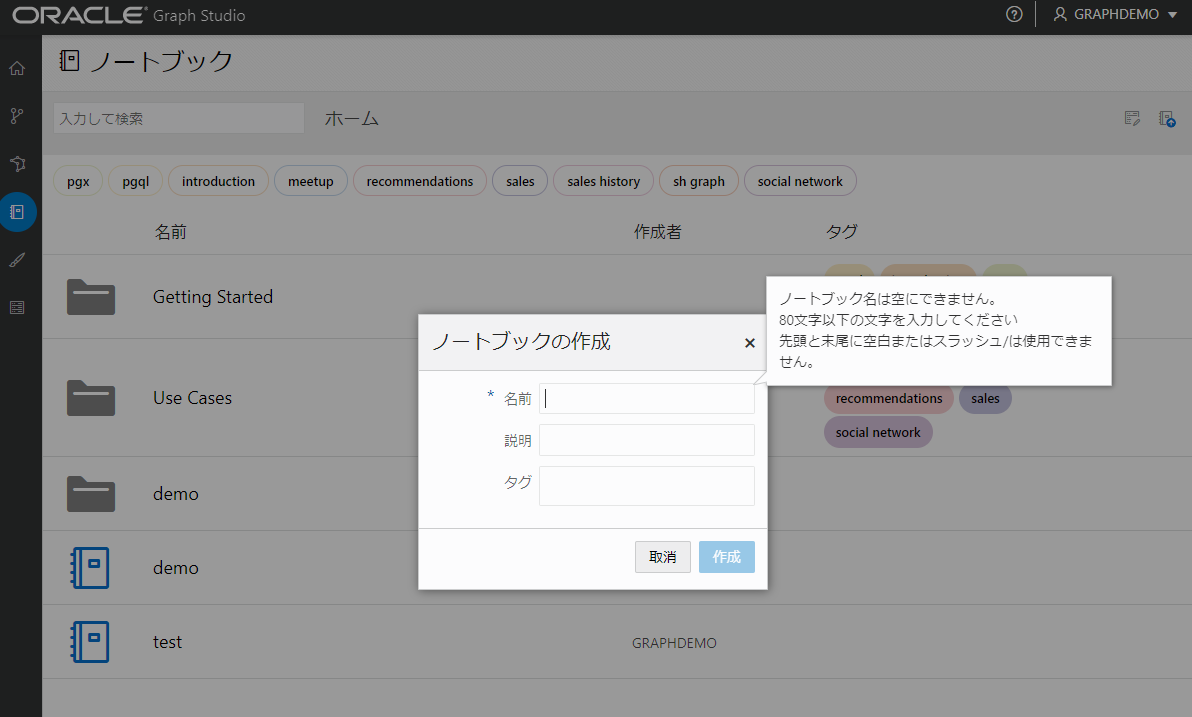 ORACLE Graph Studio
GRAPHDEMO
ノートブック
入力して検索
ホーム
pgx
pgql
introduction
meetup
recommendations
sales
sales history
sh graph
social network
名前
作成者
タグ
Getting Started
ノートブック名は空にできません。
80文字以下の文字を入力してください
先頭と末尾に空白またはスラッシュ/は使用できま
せん。
ノートブックの作成
×
* 名前
説明
タグ
取消
作成
Use Cases
recommendations
sales
social network
demo
demo
test
GRAPHDEMO